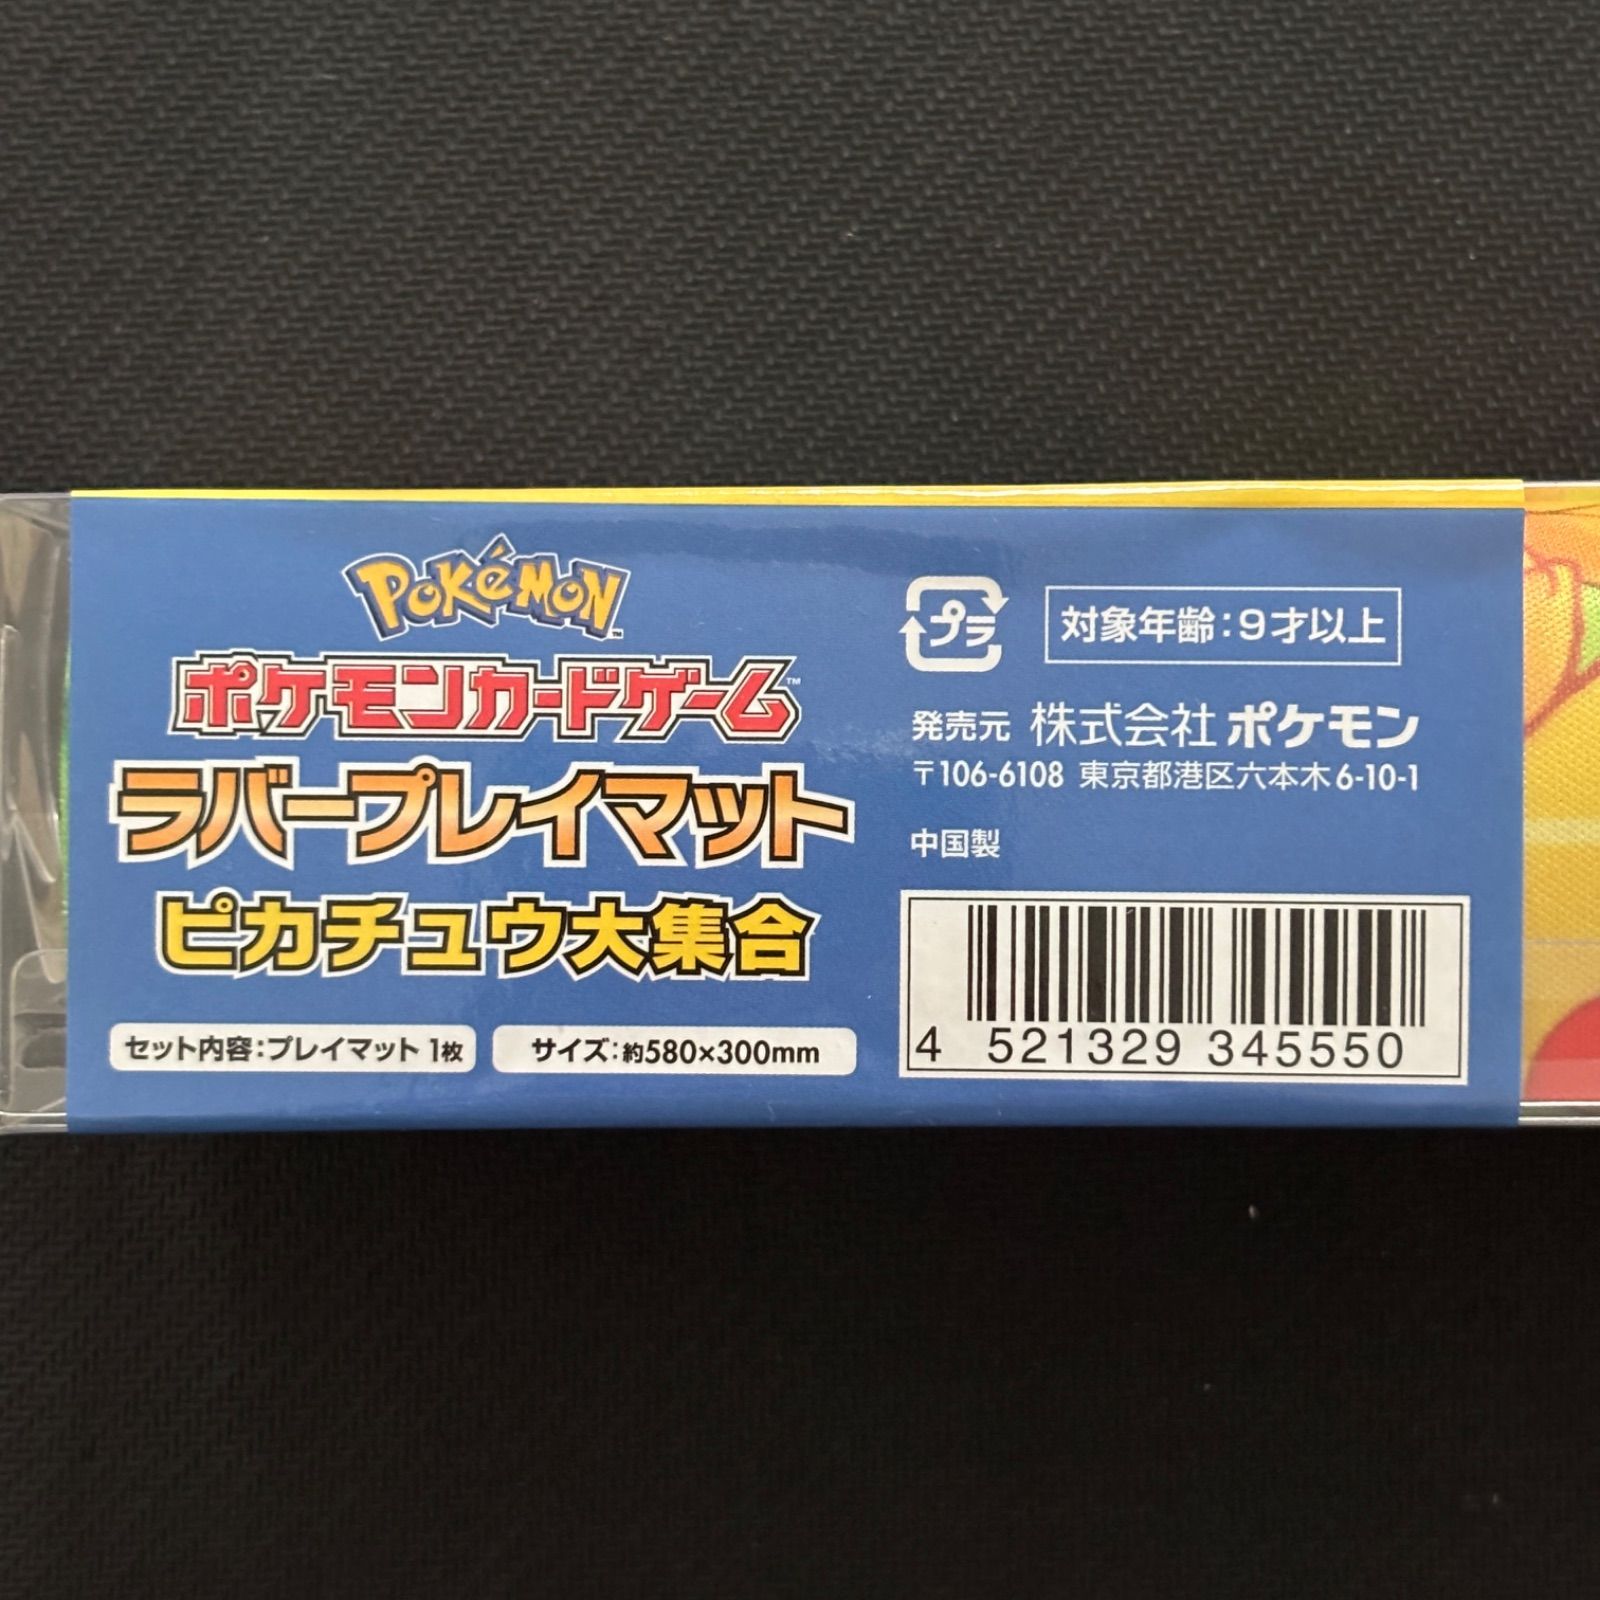 Pokémon™
ポケモンカードゲーム™
ラバープレイマット
ピカチュウ大集合
セット内容:プレイマット 1枚
サイズ:約580×300mm
プラ
対象年齢:9才以上
発売元 株式会社 ポケモン
〒106-6108 東京都港区六本木6-10-1
中国製
4 521329 345550